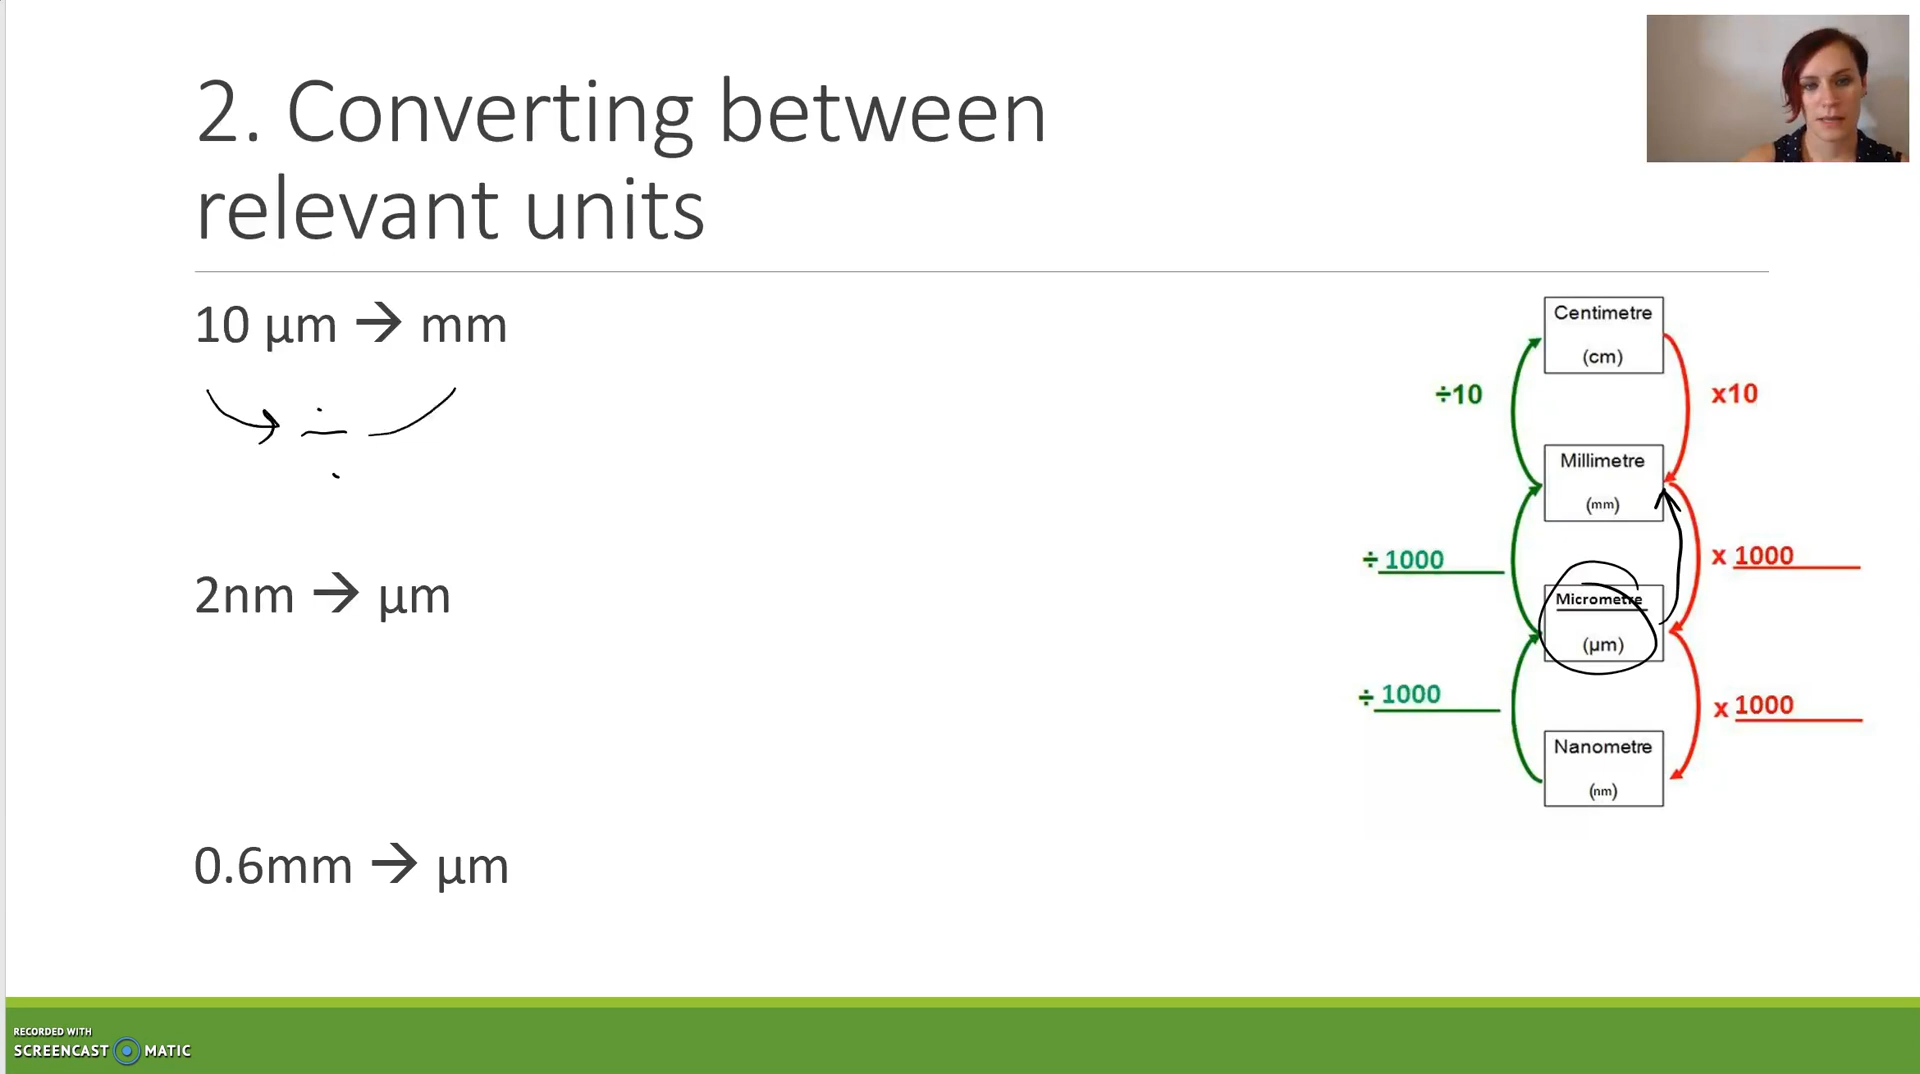 2. Converting between
relevant units
10 µm → mm
÷
2nm → µm
0.6mm → µm
Centimetre
(cm)
÷10
x10
Millimetre
(mm)
÷ 1000
x 1000
Micrometre
(µm)
÷ 1000
x 1000
Nanometre
(nm)
RECORDED WITH
SCREENCAST MATIC